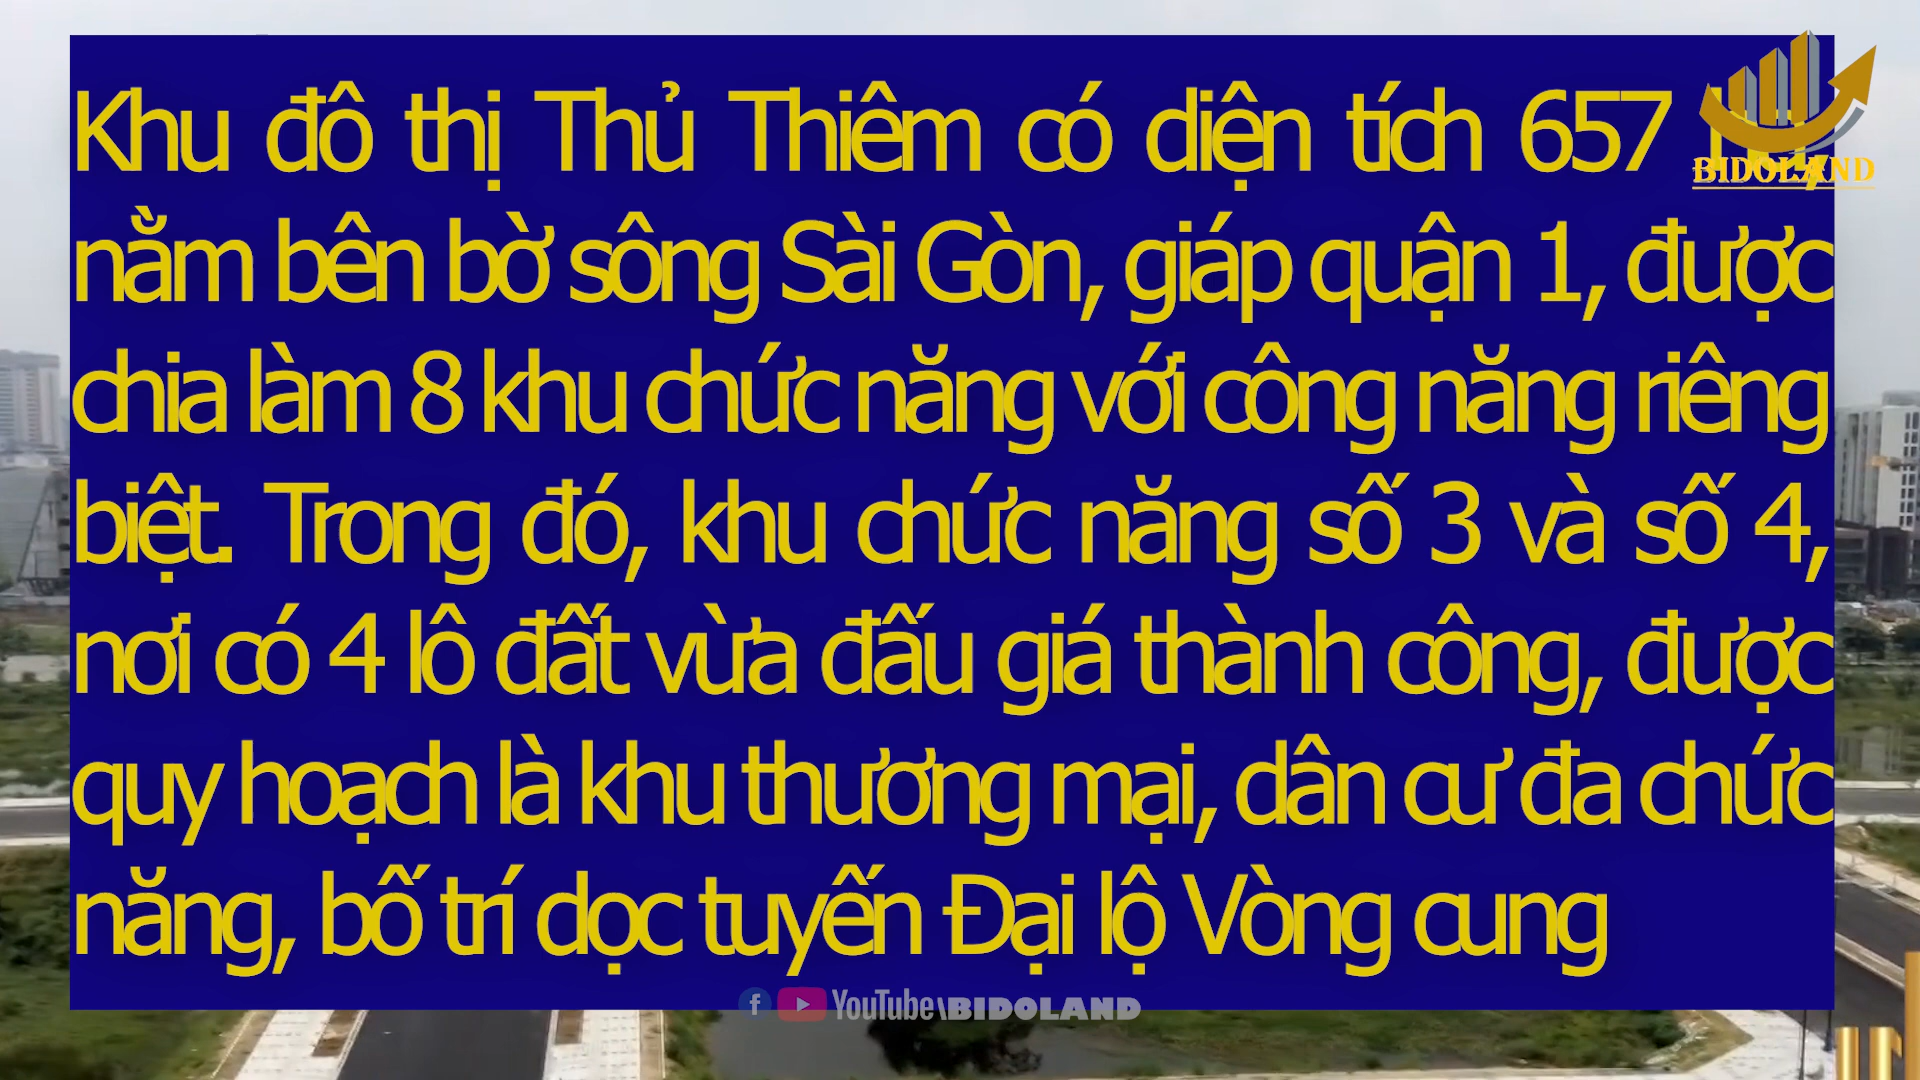 Khu đô thị Thủ Thiêm có diện tích 657
nằm bên bờ sông Sài Gòn, giáp quận 1, được
chia làm 8 khu chức năng với công năng riêng
biệt. Trong đó, khu chức năng số 3 và số 4,
nơi có 4 lô đất vừa đấu giá thành công, được
quy hoạch là khu thương mại, dân cư đa chức
năng, bố trí dọc tuyến Đại lộ Vòng cung
BIDOLAND
f YouTube\BIDOLAND